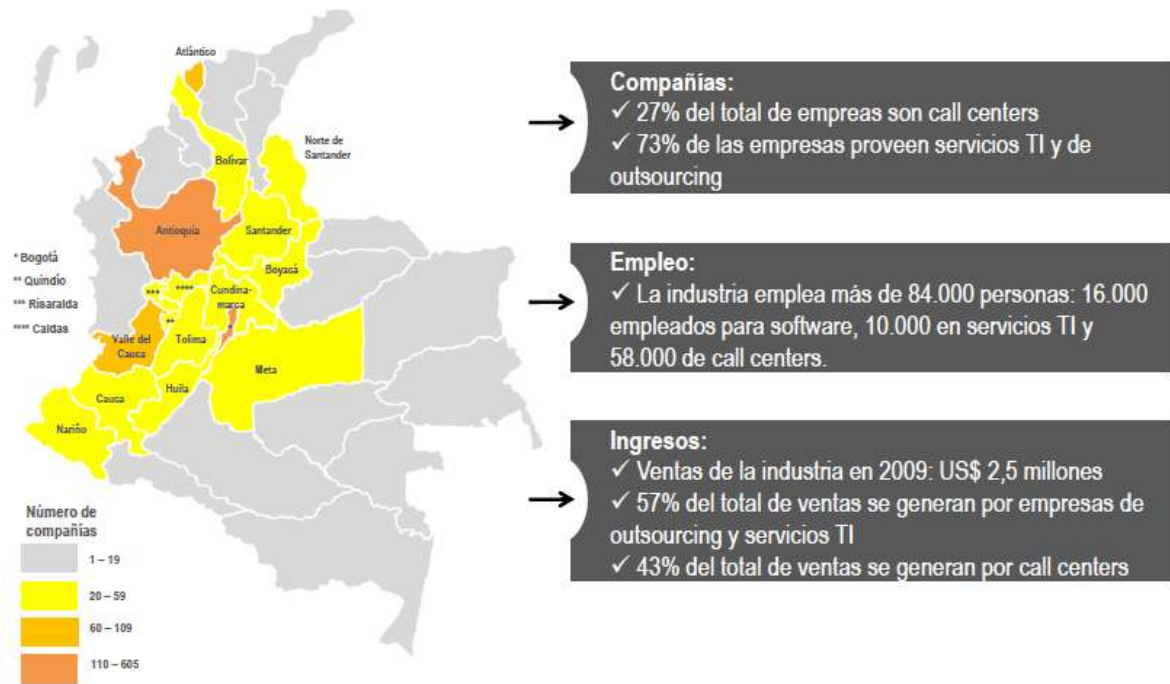 Atlántico
Norte de
Santander
Bolívar
Antioquia
Santander
Boyacá
* Bogotá
** Quindío
*** Risaralda
**** Caldas
***
****
Cundina-
marca
*
**
Valle del
Cauca
Tolima
Meta
Huila
Cauca
Nariño
Número de
compañías
1 – 19
20 – 59
60 – 109
110 – 605
Compañías:
✓ 27% del total de empreas son call centers
✓ 73% de las empresas proveen servicios TI y de
outsourcing
Empleo:
✓ La industria emplea más de 84.000 personas: 16.000
empleados para software, 10.000 en servicios TI y
58.000 de call centers.
Ingresos:
✓ Ventas de la industria en 2009: US$ 2,5 millones
✓ 57% del total de ventas se generan por empresas de
outsourcing y servicios TI
✓ 43% del total de ventas se generan por call centers